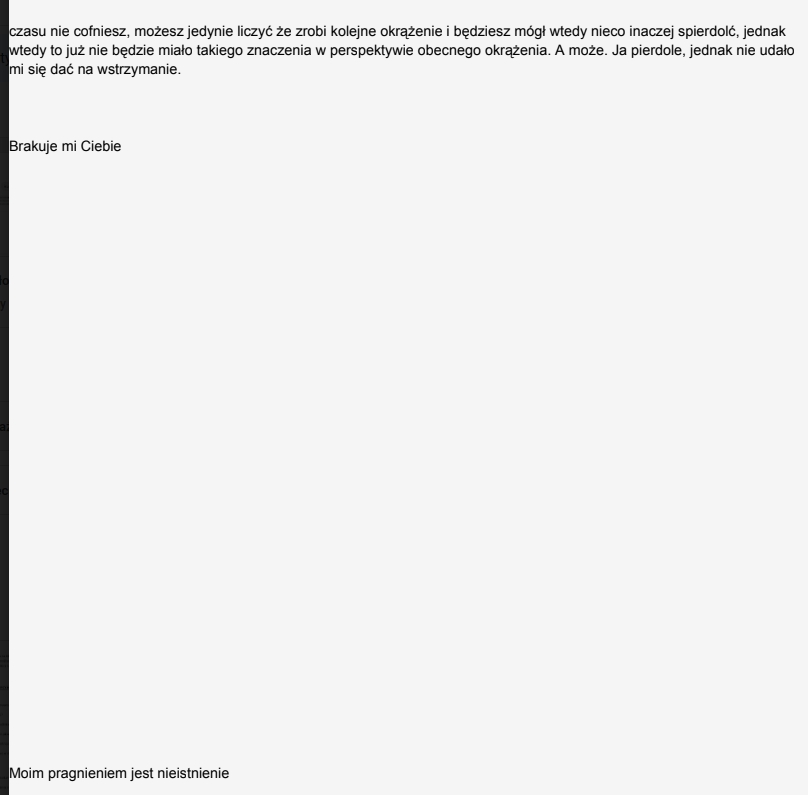 czasu nie cofniesz, możesz jedynie liczyć że zrobi kolejne okrążenie i będziesz mógł wtedy nieco inaczej spierdolć, jednak
wtedy to już nie będzie miało takiego znaczenia w perspektywie obecnego okrążenia. A może. Ja pierdole, jednak nie udało
mi się dać na wstrzymanie.
Brakuje mi Ciebie
Moim pragnieniem jest nieistnienie